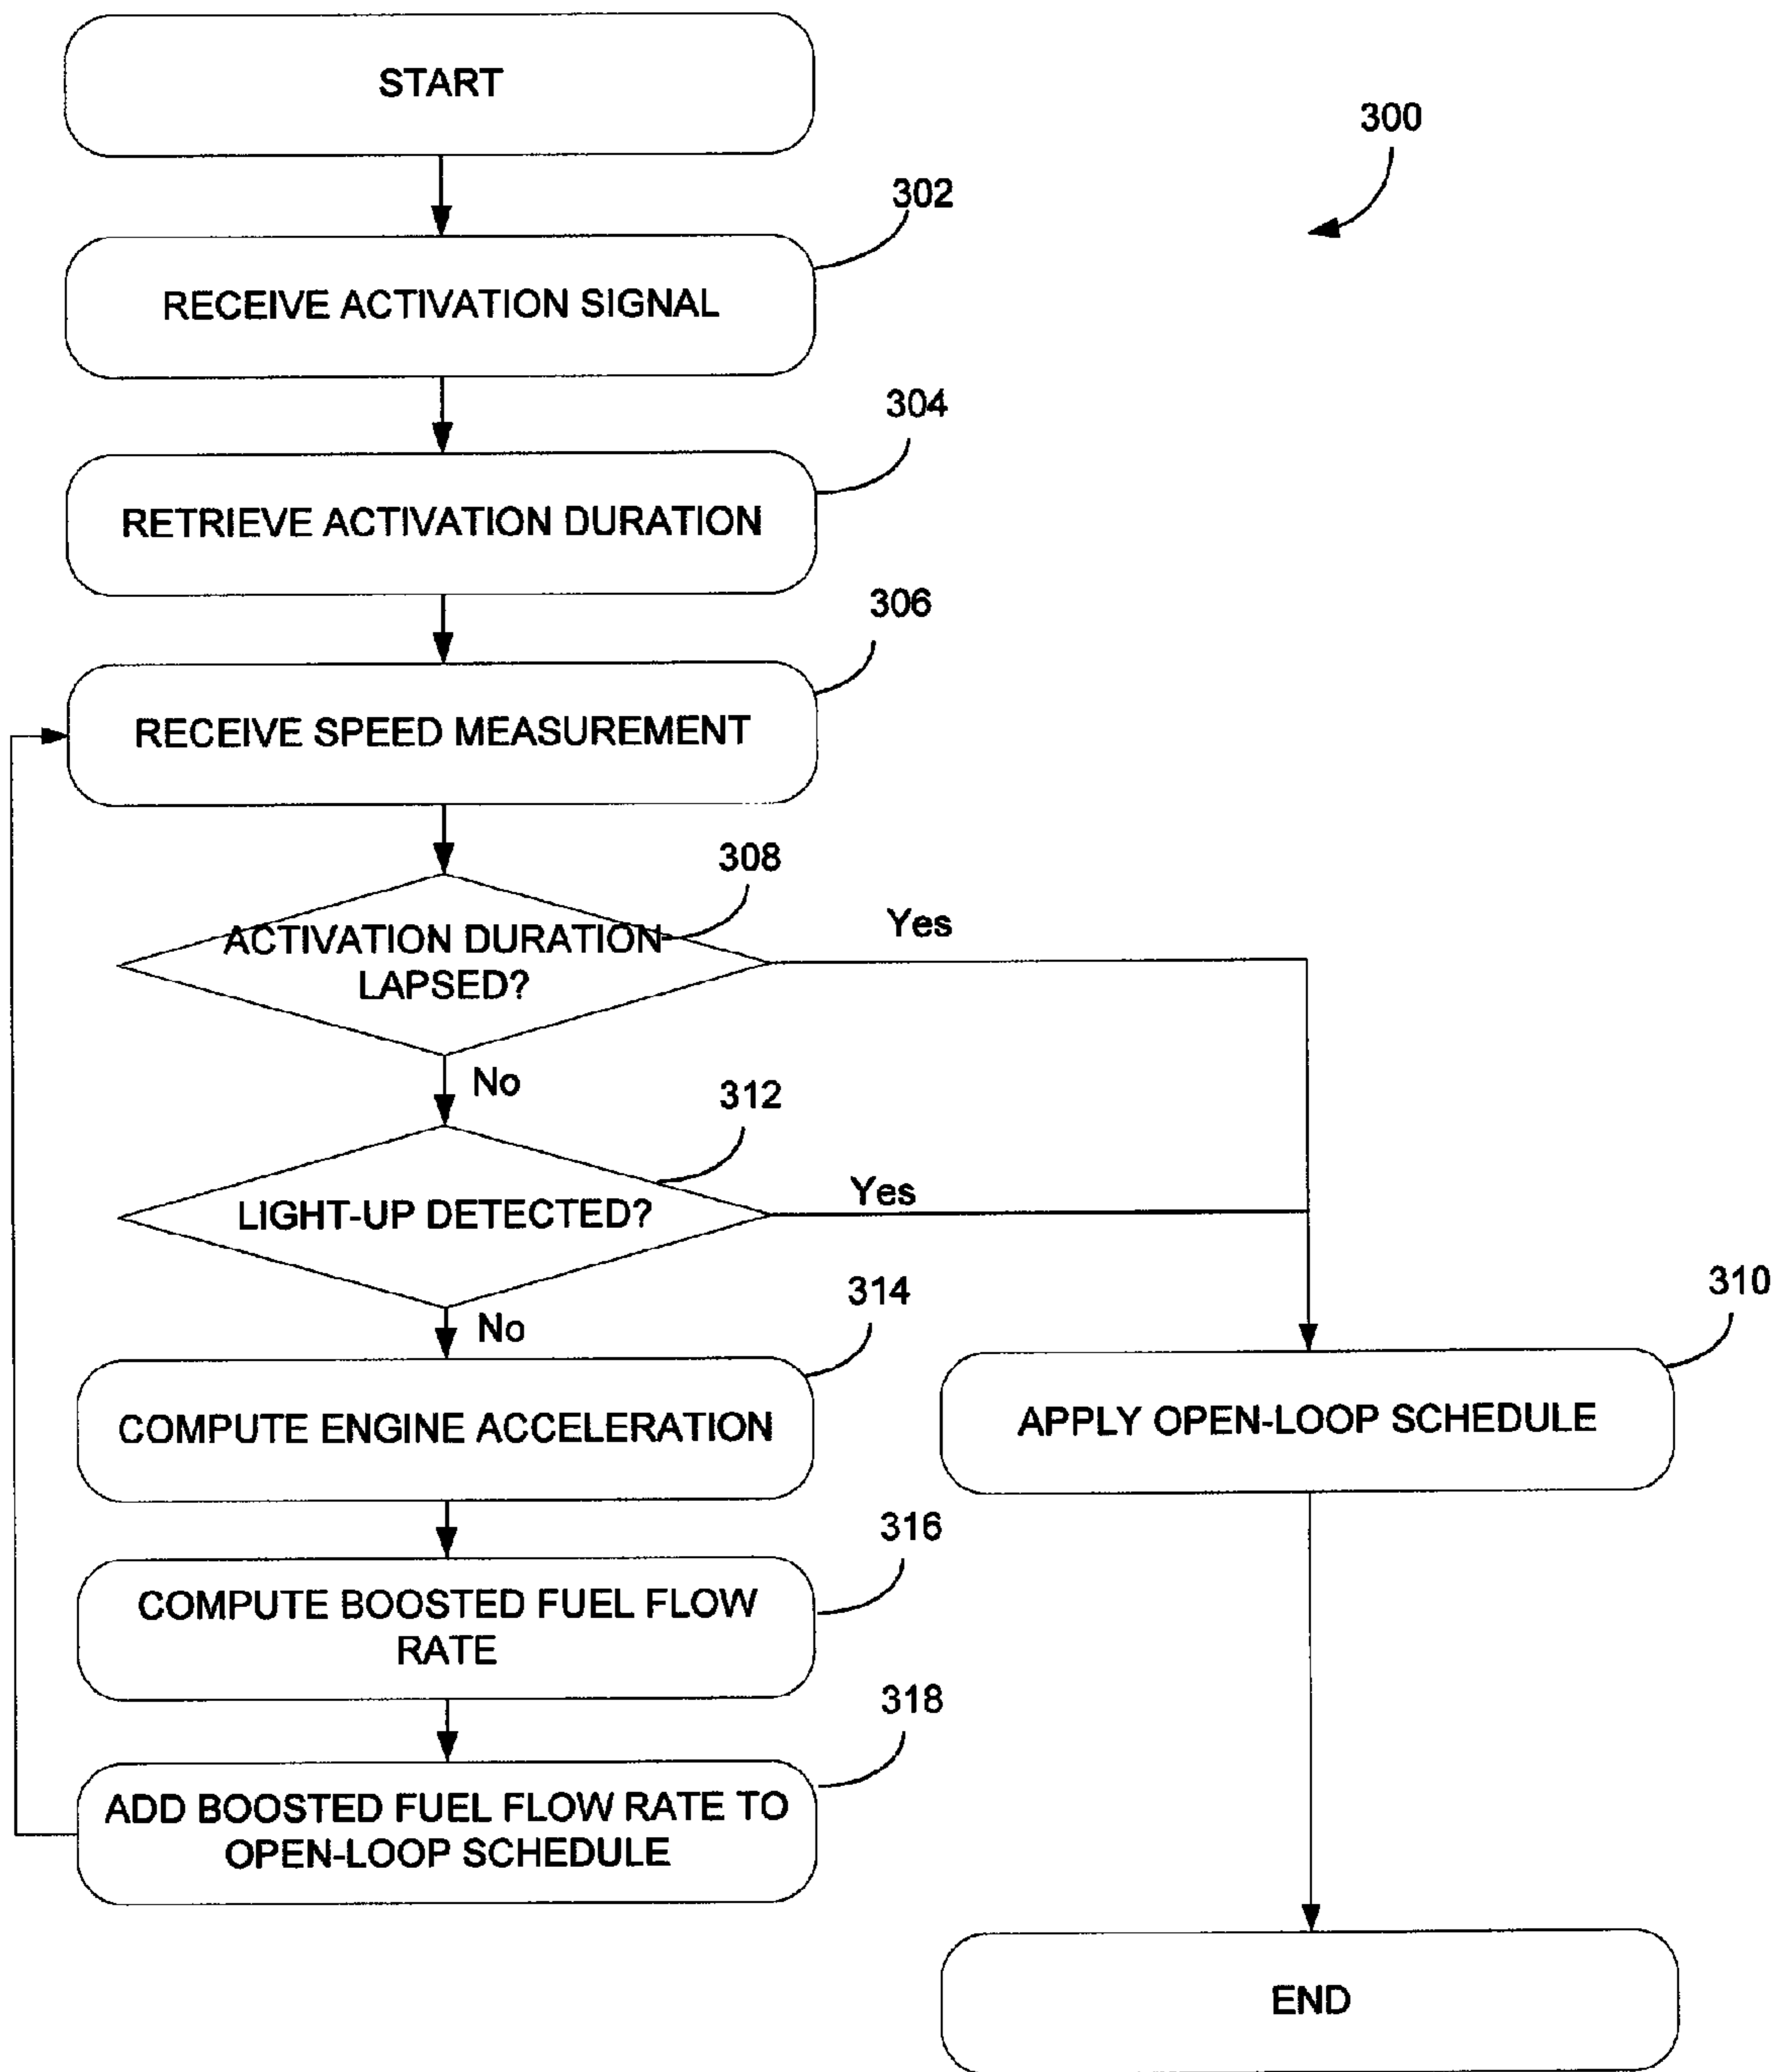 START
300
302
RECEIVE ACTIVATION SIGNAL
304
RETRIEVE ACTIVATION DURATION
306
RECEIVE SPEED MEASUREMENT
308
ACTIVATION DURATION
LAPSED?
Yes
No
312
LIGHT-UP DETECTED?
Yes
No
314
COMPUTE ENGINE ACCELERATION
310
APPLY OPEN-LOOP SCHEDULE
316
COMPUTE BOOSTED FUEL FLOW
RATE
318
ADD BOOSTED FUEL FLOW RATE TO
OPEN-LOOP SCHEDULE
END